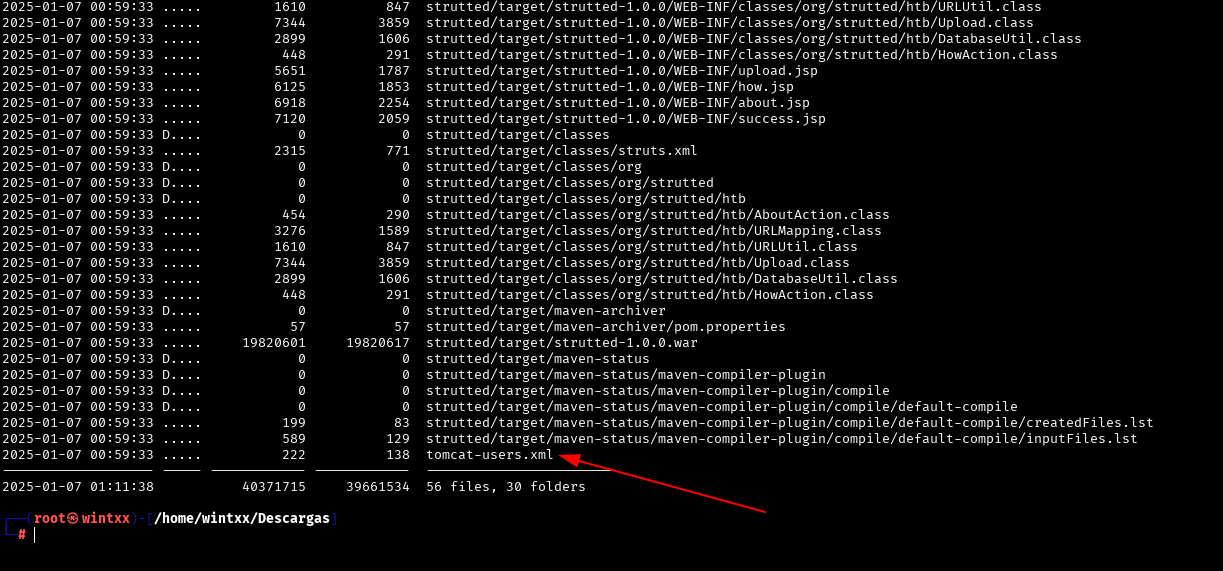 2025-01-07 00:59:33 ..... 1610 847 strutted/target/strutted-1.0.0/WEB-INF/classes/org/strutted/htb/URLUtil.class
2025-01-07 00:59:33 ..... 7344 3859 strutted/target/strutted-1.0.0/WEB-INF/classes/org/strutted/htb/Upload.class
2025-01-07 00:59:33 ..... 2899 1606 strutted/target/strutted-1.0.0/WEB-INF/classes/org/strutted/htb/DatabaseUtil.class
2025-01-07 00:59:33 ..... 448 291 strutted/target/strutted-1.0.0/WEB-INF/classes/org/strutted/htb/HowAction.class
2025-01-07 00:59:33 ..... 5651 1787 strutted/target/strutted-1.0.0/WEB-INF/upload.jsp
2025-01-07 00:59:33 ..... 6125 1853 strutted/target/strutted-1.0.0/WEB-INF/how.jsp
2025-01-07 00:59:33 ..... 6918 2254 strutted/target/strutted-1.0.0/WEB-INF/about.jsp
2025-01-07 00:59:33 ..... 7120 2059 strutted/target/strutted-1.0.0/WEB-INF/success.jsp
2025-01-07 00:59:33 D.... 0 0 strutted/target/classes
2025-01-07 00:59:33 ..... 2315 771 strutted/target/classes/struts.xml
2025-01-07 00:59:33 D.... 0 0 strutted/target/classes/org
2025-01-07 00:59:33 D.... 0 0 strutted/target/classes/org/strutted
2025-01-07 00:59:33 D.... 0 0 strutted/target/classes/org/strutted/htb
2025-01-07 00:59:33 ..... 454 290 strutted/target/classes/org/strutted/htb/AboutAction.class
2025-01-07 00:59:33 ..... 3276 1589 strutted/target/classes/org/strutted/htb/URLMapping.class
2025-01-07 00:59:33 ..... 1610 847 strutted/target/classes/org/strutted/htb/URLUtil.class
2025-01-07 00:59:33 ..... 7344 3859 strutted/target/classes/org/strutted/htb/Upload.class
2025-01-07 00:59:33 ..... 2899 1606 strutted/target/classes/org/strutted/htb/DatabaseUtil.class
2025-01-07 00:59:33 ..... 448 291 strutted/target/classes/org/strutted/htb/HowAction.class
2025-01-07 00:59:33 D.... 0 0 strutted/target/maven-archiver
2025-01-07 00:59:33 ..... 57 57 strutted/target/maven-archiver/pom.properties
2025-01-07 00:59:33 ..... 19820601 19820617 strutted/target/strutted-1.0.0.war
2025-01-07 00:59:33 D.... 0 0 strutted/target/maven-status
2025-01-07 00:59:33 D.... 0 0 strutted/target/maven-status/maven-compiler-plugin
2025-01-07 00:59:33 D.... 0 0 strutted/target/maven-status/maven-compiler-plugin/compile
2025-01-07 00:59:33 D.... 0 0 strutted/target/maven-status/maven-compiler-plugin/compile/default-compile
2025-01-07 00:59:33 ..... 199 83 strutted/target/maven-status/maven-compiler-plugin/compile/default-compile/createdFiles.lst
2025-01-07 00:59:33 ..... 589 129 strutted/target/maven-status/maven-compiler-plugin/compile/default-compile/inputFiles.lst
2025-01-07 00:59:33 ..... 222 138 tomcat-users.xml
------------------- ----- ------------ ------------ ------------------------
2025-01-07 01:11:38 40371715 39661534 56 files, 30 folders
┌──(root㉿wintxx)-[/home/wintxx/Descargas]
└─#